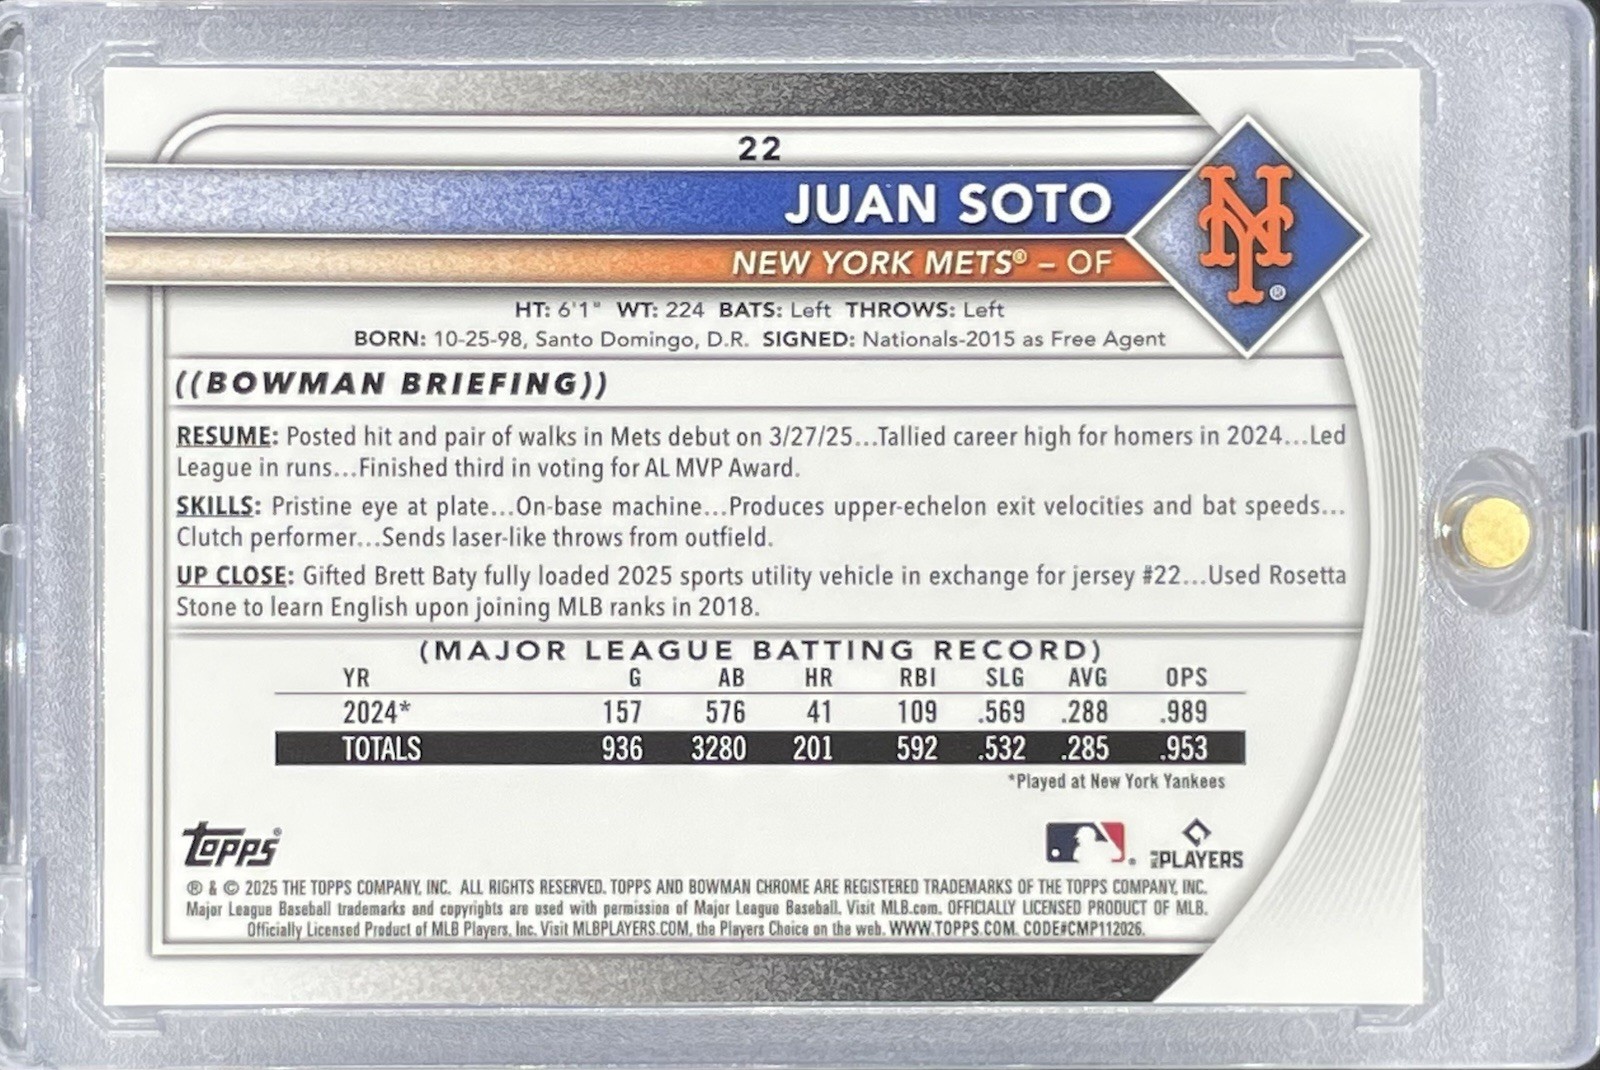 22
JUAN SOTO
NEW YORK METS® – OF
NY
®
HT: 6'1" WT: 224 BATS: Left THROWS: Left
BORN: 10-25-98, Santo Domingo, D.R. SIGNED: Nationals-2015 as Free Agent
((BOWMAN BRIEFING))
RESUME: Posted hit and pair of walks in Mets debut on 3/27/25...Tallied career high for homers in 2024...Led
League in runs...Finished third in voting for AL MVP Award.
SKILLS: Pristine eye at plate...On-base machine...Produces upper-echelon exit velocities and bat speeds...
Clutch performer...Sends laser-like throws from outfield.
UP CLOSE: Gifted Brett Baty fully loaded 2025 sports utility vehicle in exchange for jersey #22...Used Rosetta
Stone to learn English upon joining MLB ranks in 2018.
(MAJOR LEAGUE BATTING RECORD)
YR G AB HR RBI SLG AVG OPS
2024* 157 576 41 109 .569 .288 .989
TOTALS 936 3280 201 592 .532 .285 .953
*Played at New York Yankees
Topps®
MLB PLAYERS
® & © 2025 THE TOPPS COMPANY, INC. ALL RIGHTS RESERVED. TOPPS AND BOWMAN CHROME ARE REGISTERED TRADEMARKS OF THE TOPPS COMPANY, INC.
Major League Baseball trademarks and copyrights are used with permission of Major League Baseball. Visit MLB.com. OFFICIALLY LICENSED PRODUCT OF MLB.
Officially Licensed Product of MLB Players, Inc. Visit MLBPLAYERS.COM, the Players Choice on the web. WWW.TOPPS.COM. CODE#CMP112026.